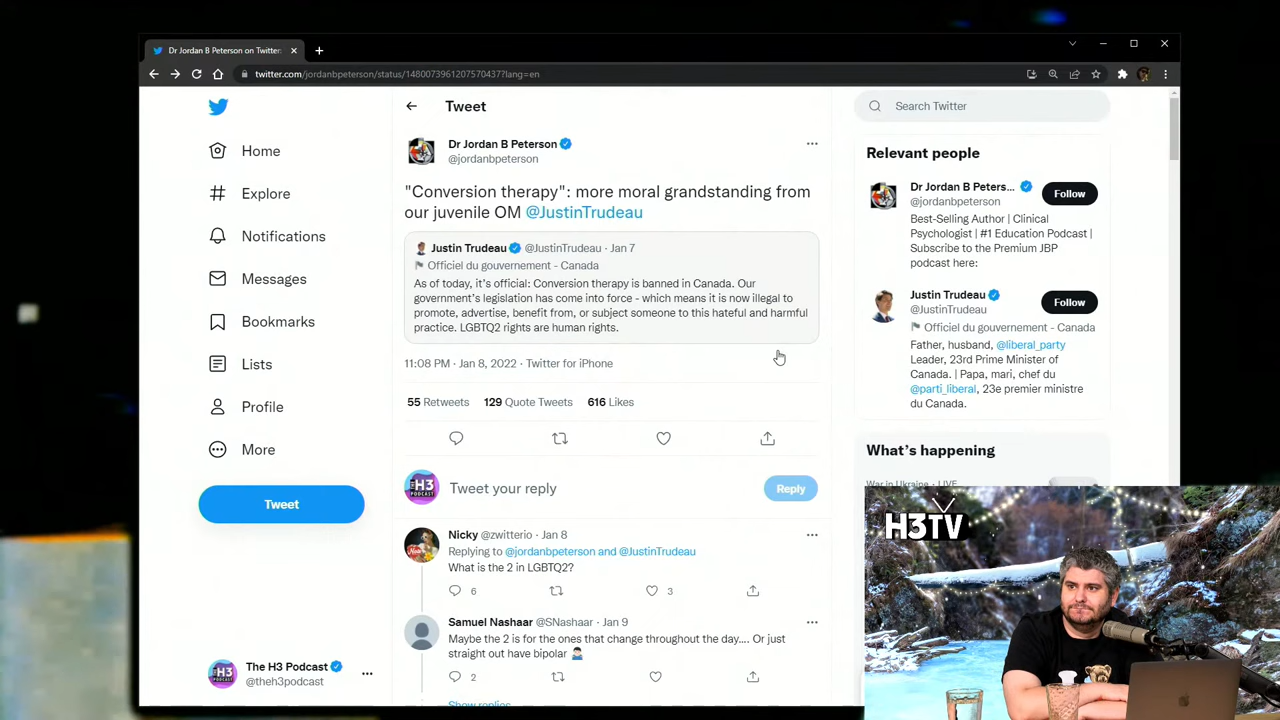 Dr Jordan B Peterson on Twitter:
twitter.com/jordanbpeterson/status/1480073961207570437?lang=en
Home
Explore
Notifications
Messages
Bookmarks
Lists
Profile
More
Tweet
The H3 Podcast
@theh3podcast
Tweet
Dr Jordan B Peterson
@jordanbpeterson
"Conversion therapy": more moral grandstanding from
our juvenile OM @JustinTrudeau
Justin Trudeau @JustinTrudeau · Jan 7
Officiel du gouvernement - Canada
As of today, it's official: Conversion therapy is banned in Canada. Our
government's legislation has come into force - which means it is now illegal to
promote, advertise, benefit from, or subject someone to this hateful and harmful
practice. LGBTQ2 rights are human rights.
11:08 PM · Jan 8, 2022 · Twitter for iPhone
55 Retweets 129 Quote Tweets 616 Likes
THE H3 PODCAST
Tweet your reply
Reply
Nicky @zwitterio · Jan 8
Replying to @jordanbpeterson and @JustinTrudeau
What is the 2 in LGBTQ2?
6 3
Samuel Nashaar @SNashaar · Jan 9
Maybe the 2 is for the ones that change throughout the day.... Or just
straight out have bipolar
2
Show replies
Search Twitter
Relevant people
Dr Jordan B Peters...
@jordanbpeterson
Follow
Best-Selling Author | Clinical
Psychologist | #1 Education Podcast |
Subscribe to the Premium JBP
podcast here:
Justin Trudeau
@JustinTrudeau
Follow
Officiel du gouvernement - Canada
Father, husband, @liberal_party
Leader, 23rd Prime Minister of
Canada. | Papa, mari, chef du
@parti_liberal, 23e premier ministre
du Canada.
What's happening
War in Ukraine · LIVE
H3TV